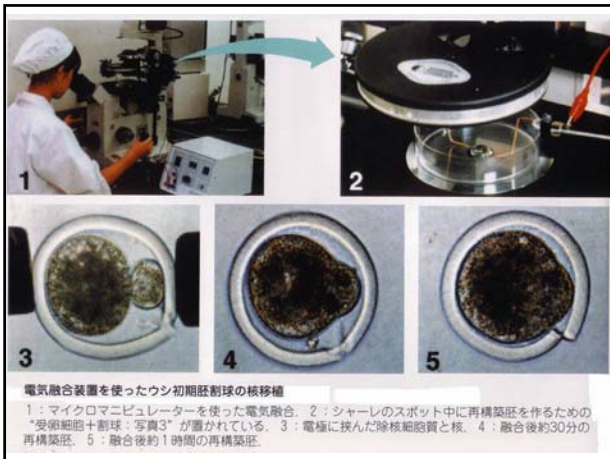 1
2
3
4
5
電気融合装置を使ったウシ初期胚割球の核移植
1：マイクロマニピュレーターを使った電気融合．2：シャーレのスポット中に再構築胚を作るための
“受卵細胞＋割球：写真3”が置かれている．3：電極に挟んだ除核細胞質と核．4：融合後約30分の
再構築胚．5：融合後約1時間の再構築胚．